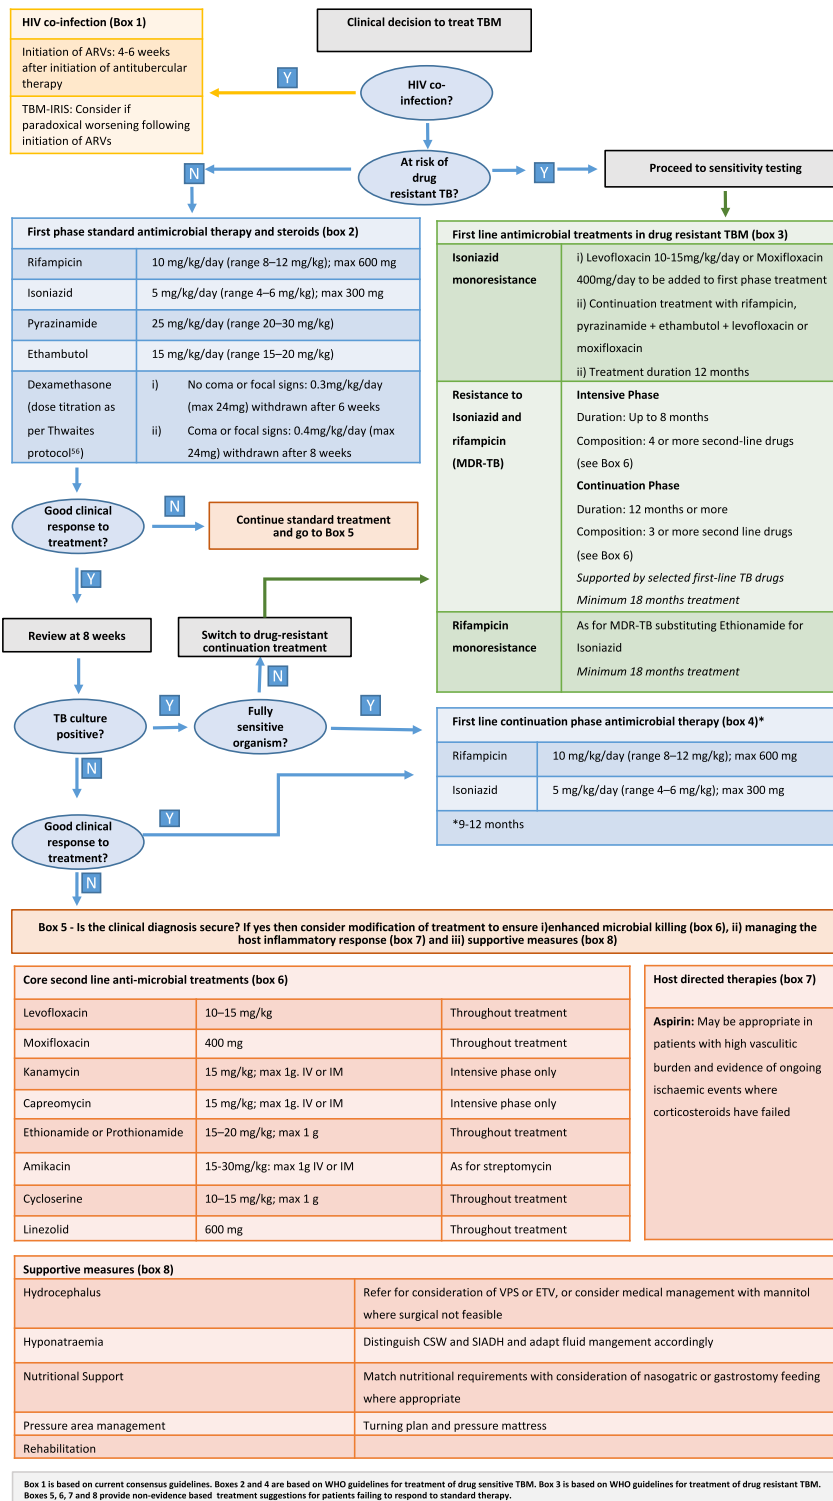 HIV co-infection (Box 1)
Initiation of ARVs: 4-6 weeks
after initiation of antitubercular
therapy
TBM-IRIS: Consider if
paradoxical worsening following
initiation of ARVs
Clinical decision to treat TBM
Y
HIV co-
infection?
N
At risk of
drug
resistant TB?
Y
Proceed to sensitivity testing
First phase standard antimicrobial therapy and steroids (box 2)
Rifampicin 10 mg/kg/day (range 8–12 mg/kg); max 600 mg
Isoniazid 5 mg/kg/day (range 4–6 mg/kg); max 300 mg
Pyrazinamide 25 mg/kg/day (range 20–30 mg/kg)
Ethambutol 15 mg/kg/day (range 15–20 mg/kg)
Dexamethasone i) No coma or focal signs: 0.3mg/kg/day
(dose titration as (max 24mg) withdrawn after 6 weeks
per Thwaites ii) Coma or focal signs: 0.4mg/kg/day (max
protocol⁵⁶) 24mg) withdrawn after 8 weeks
First line antimicrobial treatments in drug resistant TBM (box 3)
Isoniazid i) Levofloxacin 10-15mg/kg/day or Moxifloxacin
monoresistance 400mg/day to be added to first phase treatment
ii) Continuation treatment with rifampicin,
pyrazinamide + ethambutol + levofloxacin or
moxifloxacin
ii) Treatment duration 12 months
Resistance to Intensive Phase
Isoniazid and Duration: Up to 8 months
rifampicin Composition: 4 or more second-line drugs
(MDR-TB) (see Box 6)
Continuation Phase
Duration: 12 months or more
Composition: 3 or more second line drugs
(see Box 6)
Supported by selected first-line TB drugs
Minimum 18 months treatment
Rifampicin As for MDR-TB substituting Ethionamide for
monoresistance Isoniazid
Minimum 18 months treatment
Good clinical
response to
treatment?
N
Continue standard treatment
and go to Box 5
Y
Review at 8 weeks
Switch to drug-resistant
continuation treatment
N
TB culture
positive?
Y
Fully
sensitive
organism?
Y
First line continuation phase antimicrobial therapy (box 4)*
Rifampicin 10 mg/kg/day (range 8–12 mg/kg); max 600 mg
Isoniazid 5 mg/kg/day (range 4–6 mg/kg); max 300 mg
*9-12 months
N
Good clinical
response to
treatment?
Y
N
Box 5 - Is the clinical diagnosis secure? If yes then consider modification of treatment to ensure i)enhanced microbial killing (box 6), ii) managing the
host inflammatory response (box 7) and iii) supportive measures (box 8)
Core second line anti-microbial treatments (box 6)
Levofloxacin 10–15 mg/kg Throughout treatment
Moxifloxacin 400 mg Throughout treatment
Kanamycin 15 mg/kg; max 1g. IV or IM Intensive phase only
Capreomycin 15 mg/kg; max 1g. IV or IM Intensive phase only
Ethionamide or Prothionamide 15–20 mg/kg; max 1 g Throughout treatment
Amikacin 15-30mg/kg: max 1g IV or IM As for streptomycin
Cycloserine 10–15 mg/kg; max 1 g Throughout treatment
Linezolid 600 mg Throughout treatment
Host directed therapies (box 7)
Aspirin: May be appropriate in
patients with high vasculitic
burden and evidence of ongoing
ischaemic events where
corticosteroids have failed
Supportive measures (box 8)
Hydrocephalus Refer for consideration of VPS or ETV, or consider medical management with mannitol
where surgical not feasible
Hyponatraemia Distinguish CSW and SIADH and adapt fluid mangement accordingly
Nutritional Support Match nutritional requirements with consideration of nasogatric or gastrostomy feeding
where appropriate
Pressure area management Turning plan and pressure mattress
Rehabilitation
Box 1 is based on current consensus guidelines. Boxes 2 and 4 are based on WHO guidelines for treatment of drug sensitive TBM. Box 3 is based on WHO guidelines for treatment of drug resistant TBM.
Boxes 5, 6, 7 and 8 provide non-evidence based treatment suggestions for patients failing to respond to standard therapy.